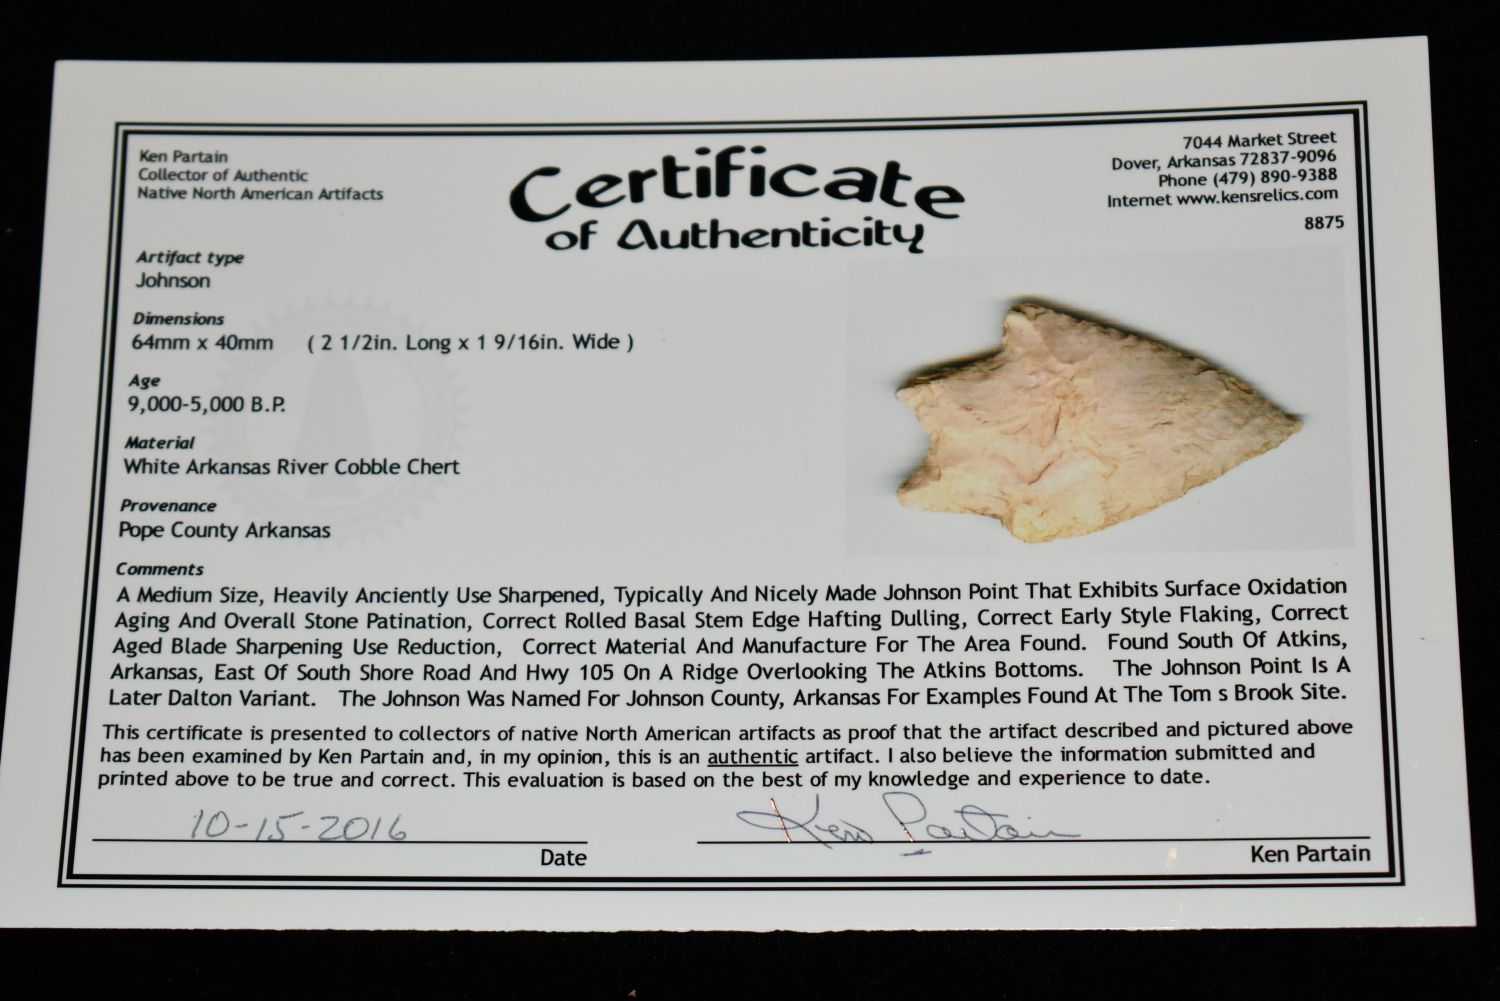 Ken Partain
Collector of Authentic
Native North American Artifacts
Certificate
of Authenticity
7044 Market Street
Dover, Arkansas 72837-9096
Phone (479) 890-9388
Internet www.kensrelics.com
8875
Artifact type
Johnson
Dimensions
64mm x 40mm ( 2 1/2in. Long x 1 9/16in. Wide )
Age
9,000-5,000 B.P.
Material
White Arkansas River Cobble Chert
Provenance
Pope County Arkansas
Comments
A Medium Size, Heavily Anciently Use Sharpened, Typically And Nicely Made Johnson Point That Exhibits Surface Oxidation
Aging And Overall Stone Patination, Correct Rolled Basal Stem Edge Hafting Dulling, Correct Early Style Flaking, Correct
Aged Blade Sharpening Use Reduction, Correct Material And Manufacture For The Area Found. Found South Of Atkins,
Arkansas, East Of South Shore Road And Hwy 105 On A Ridge Overlooking The Atkins Bottoms. The Johnson Point Is A
Later Dalton Variant. The Johnson Was Named For Johnson County, Arkansas For Examples Found At The Tom s Brook Site.
This certificate is presented to collectors of native North American artifacts as proof that the artifact described and pictured above
has been examined by Ken Partain and, in my opinion, this is an authentic artifact. I also believe the information submitted and
printed above to be true and correct. This evaluation is based on the best of my knowledge and experience to date.
10-15-2016
Ken Partain
Date
Ken Partain